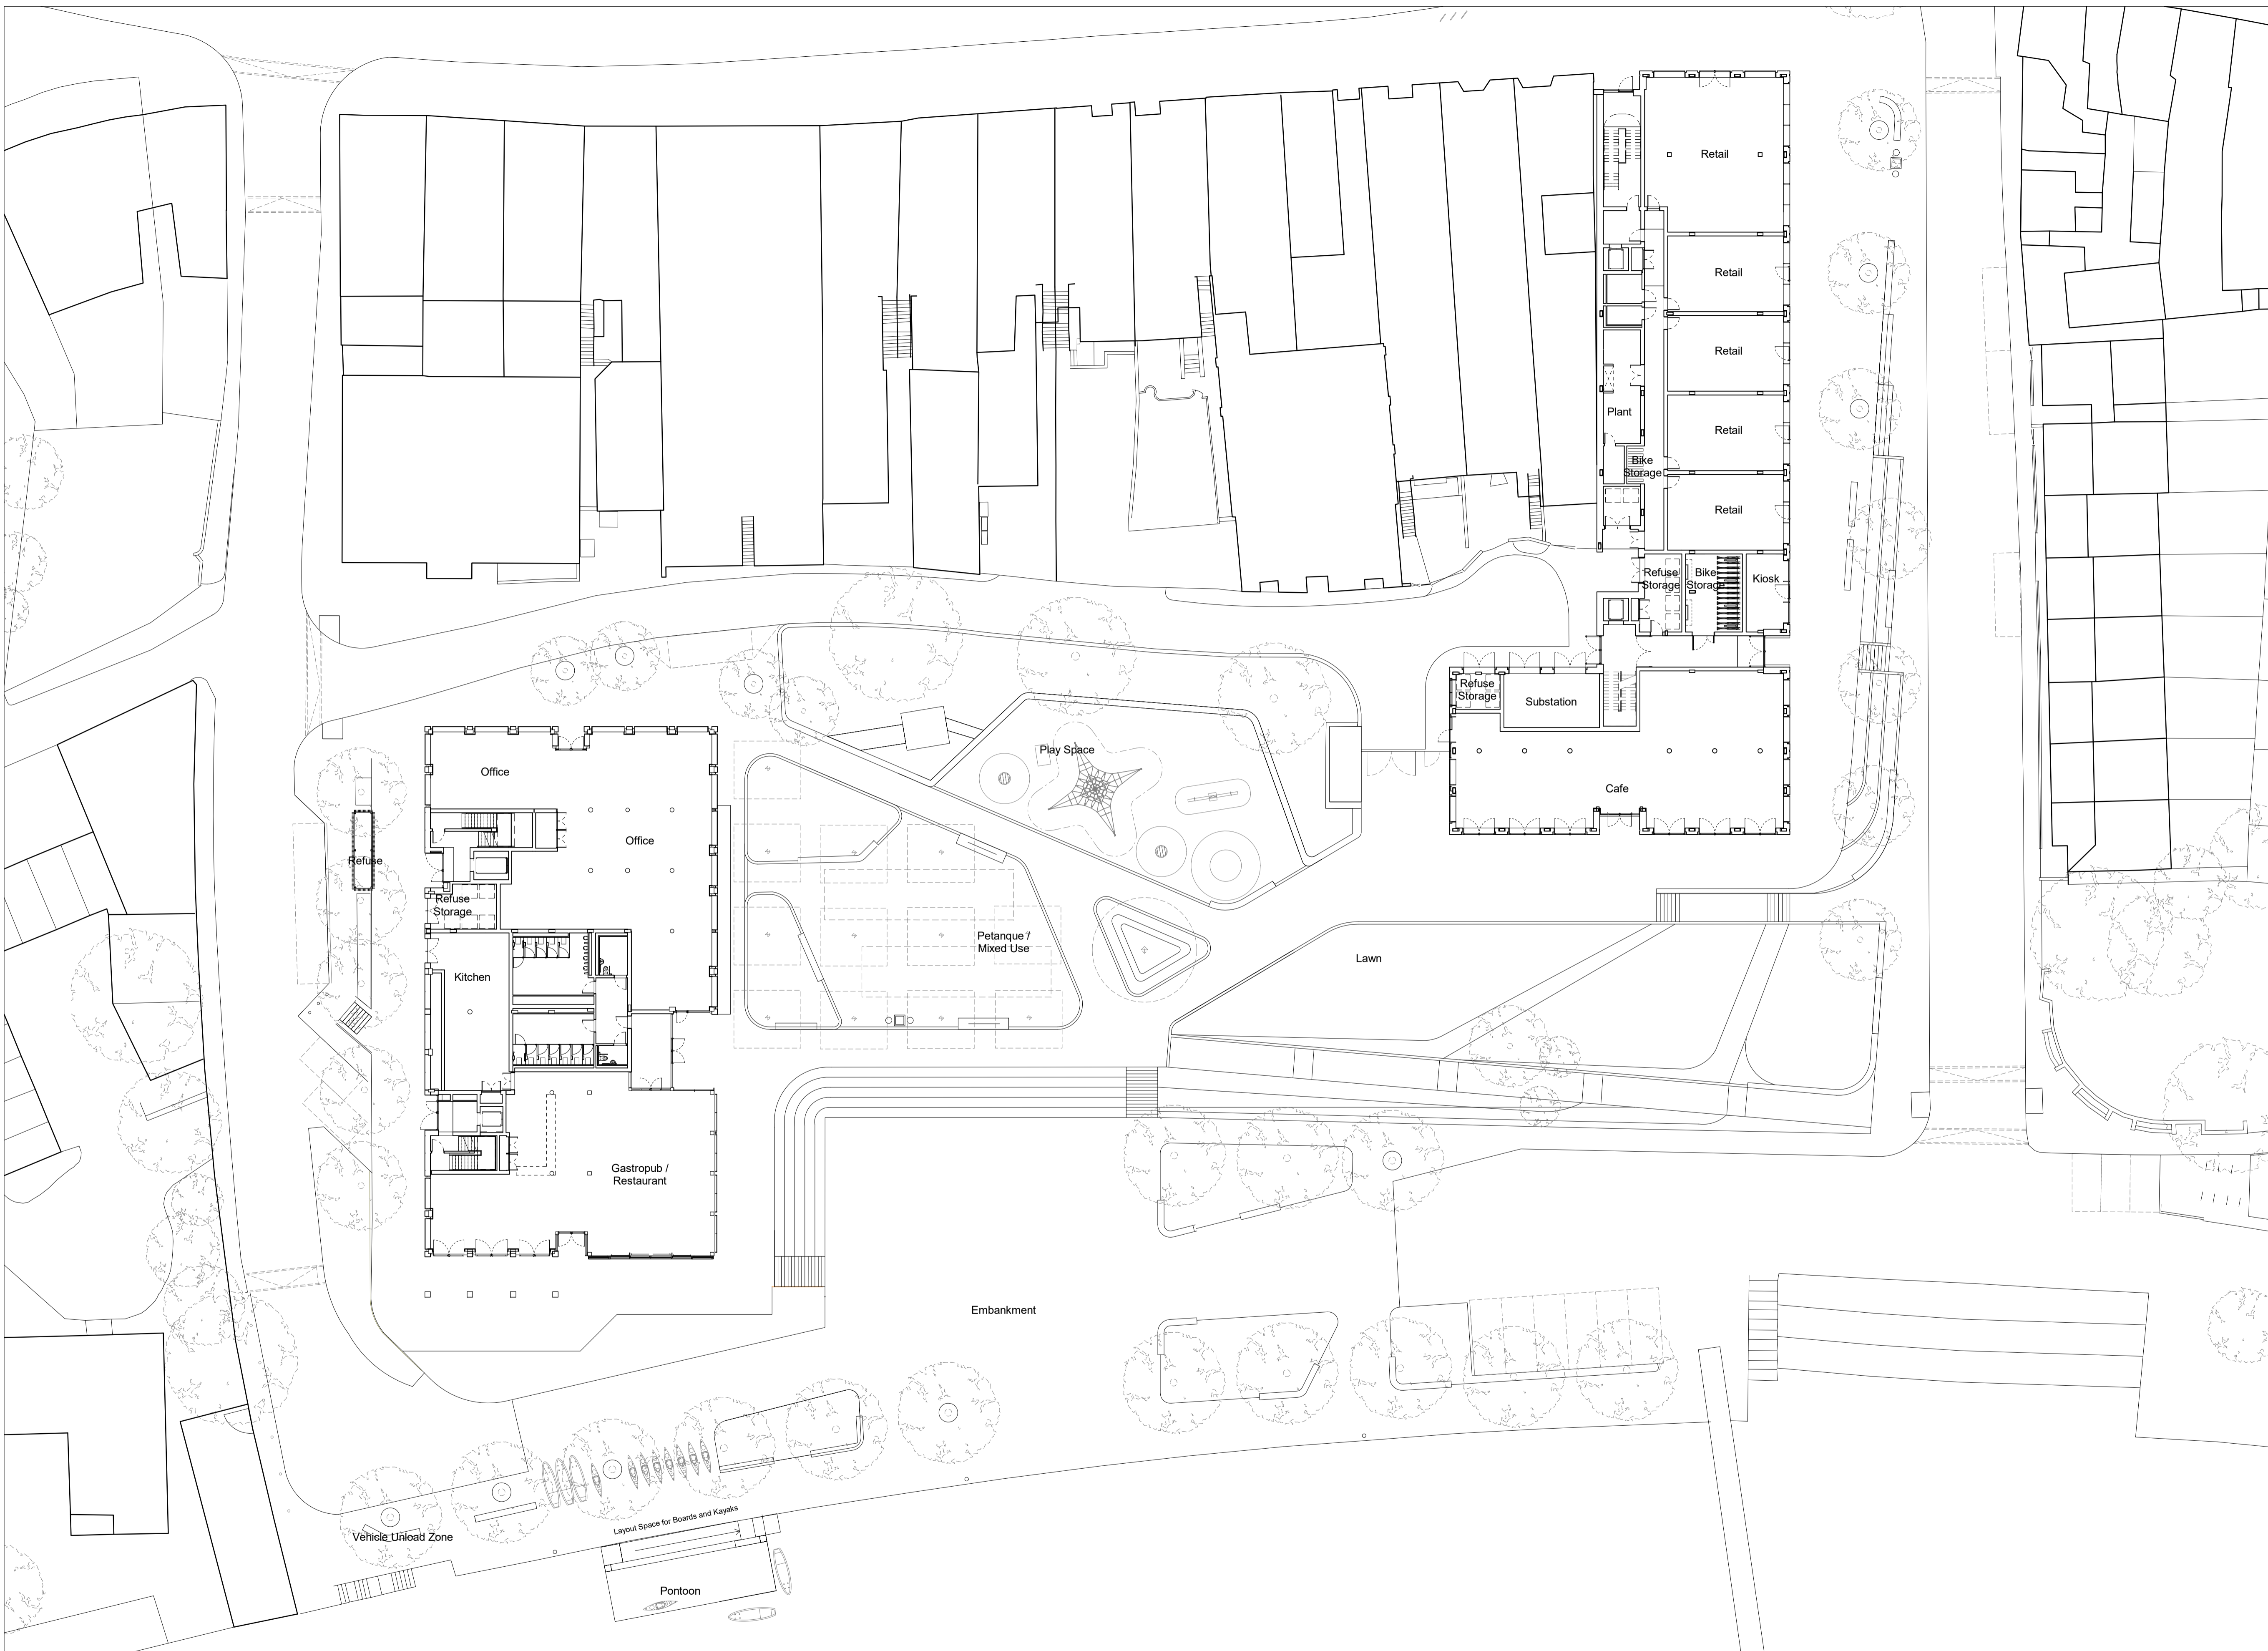 Retail
Retail
Retail
Plant
Retail
Bike
Storage
Retail
Refuse
Storage
Bike
Storage
Kiosk
Refuse
Storage
Substation
Cafe
Play Space
Office
Office
Refuse
Refuse
Storage
Petanque /
Mixed Use
Lawn
Kitchen
Gastropub /
Restaurant
Embankment
Layout Space for Boards and Kayaks
Vehicle Unload Zone
Pontoon